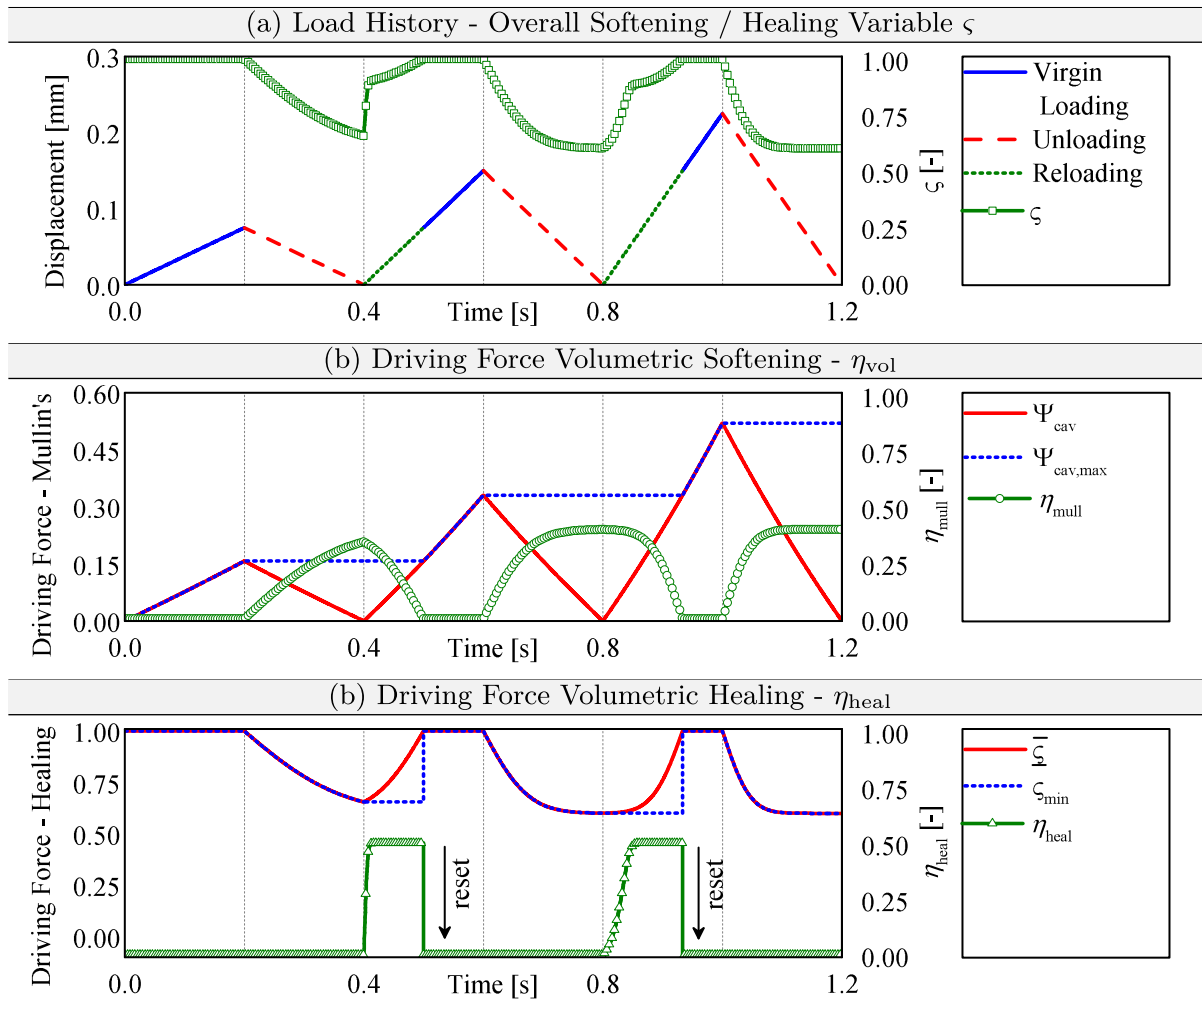 (a) Load History - Overall Softening / Healing Variable ς
Displacement [mm]
0.3
0.2
0.1
0.0
0.0
0.4
Time [s]
0.8
1.2
1.00
0.75
0.50
0.25
0.00
ς [-]
Virgin
Loading
Unloading
Reloading
ς
(b) Driving Force Volumetric Softening - ηvol
Driving Force - Mullin's
0.60
0.45
0.30
0.15
0.00
0.0
0.4
Time [s]
0.8
1.2
1.00
0.75
0.50
0.25
0.00
ηmull [-]
Ψcav
Ψcav,max
ηmull
(b) Driving Force Volumetric Healing - ηheal
Driving Force - Healing
1.00
0.75
0.50
0.25
0.00
0.0
0.4
Time [s]
0.8
1.2
reset
reset
1.00
0.75
0.50
0.25
0.00
ηheal [-]
ς̲̅
ςmin
ηheal